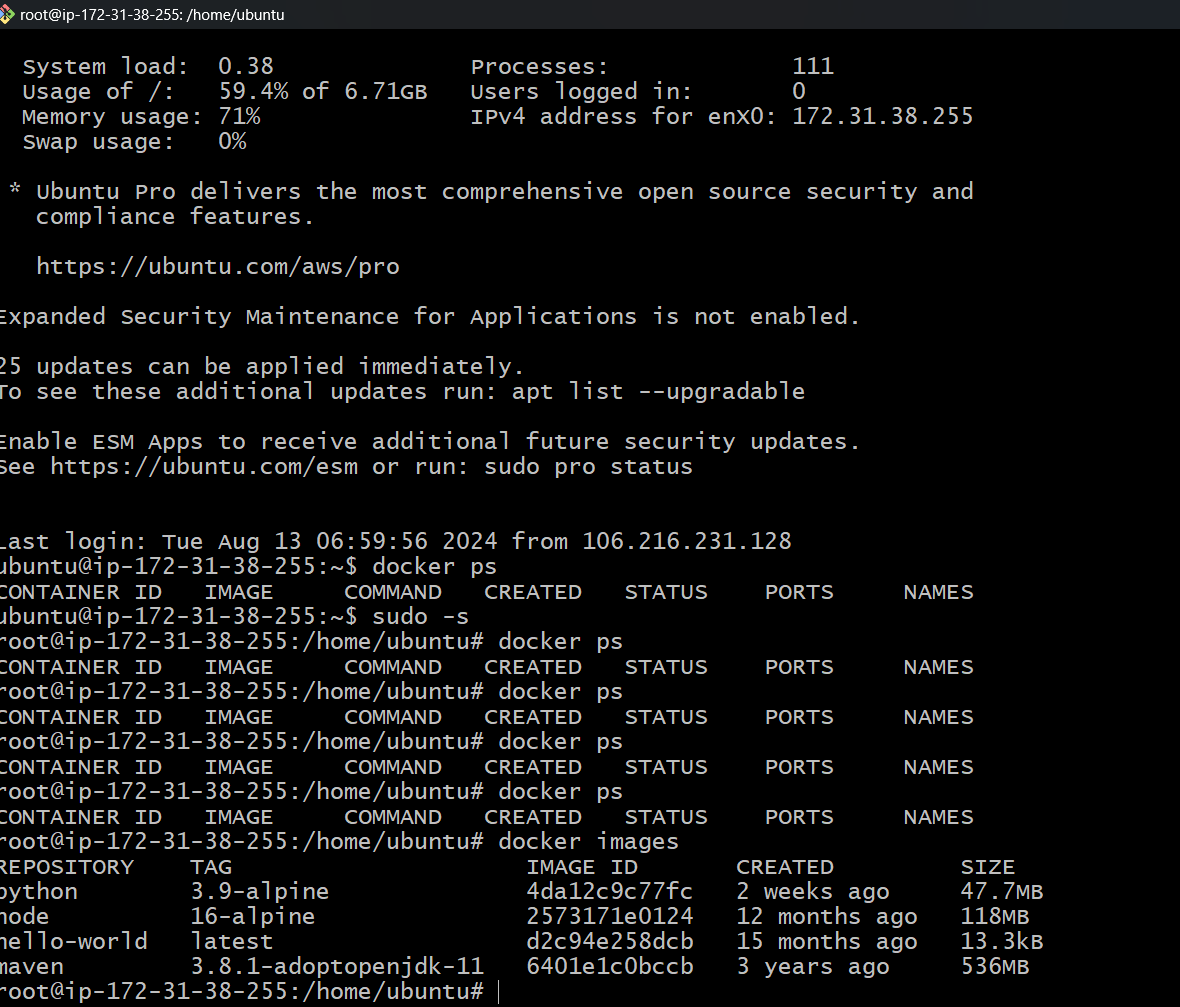 root@ip-172-31-38-255: /home/ubuntu
System load: 0.38 Processes: 111
Usage of /: 59.4% of 6.71GB Users logged in: 0
Memory usage: 71% IPv4 address for enX0: 172.31.38.255
Swap usage: 0%
* Ubuntu Pro delivers the most comprehensive open source security and
compliance features.
https://ubuntu.com/aws/pro
Expanded Security Maintenance for Applications is not enabled.
25 updates can be applied immediately.
To see these additional updates run: apt list --upgradable
Enable ESM Apps to receive additional future security updates.
See https://ubuntu.com/esm or run: sudo pro status
Last login: Tue Aug 13 06:59:56 2024 from 106.216.231.128
ubuntu@ip-172-31-38-255:~$ docker ps
CONTAINER ID IMAGE COMMAND CREATED STATUS PORTS NAMES
ubuntu@ip-172-31-38-255:~$ sudo -s
root@ip-172-31-38-255:/home/ubuntu# docker ps
CONTAINER ID IMAGE COMMAND CREATED STATUS PORTS NAMES
root@ip-172-31-38-255:/home/ubuntu# docker ps
CONTAINER ID IMAGE COMMAND CREATED STATUS PORTS NAMES
root@ip-172-31-38-255:/home/ubuntu# docker ps
CONTAINER ID IMAGE COMMAND CREATED STATUS PORTS NAMES
root@ip-172-31-38-255:/home/ubuntu# docker ps
CONTAINER ID IMAGE COMMAND CREATED STATUS PORTS NAMES
root@ip-172-31-38-255:/home/ubuntu# docker images
REPOSITORY TAG IMAGE ID CREATED SIZE
python 3.9-alpine 4da12c9c77fc 2 weeks ago 47.7MB
node 16-alpine 2573171e0124 12 months ago 118MB
hello-world latest d2c94e258dcb 15 months ago 13.3kB
maven 3.8.1-adoptopenjdk-11 6401e1c0bccb 3 years ago 536MB
root@ip-172-31-38-255:/home/ubuntu#